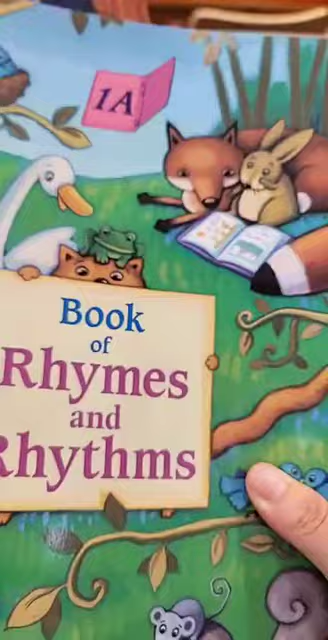 1A
Book
of
Rhymes
and
Rhythms